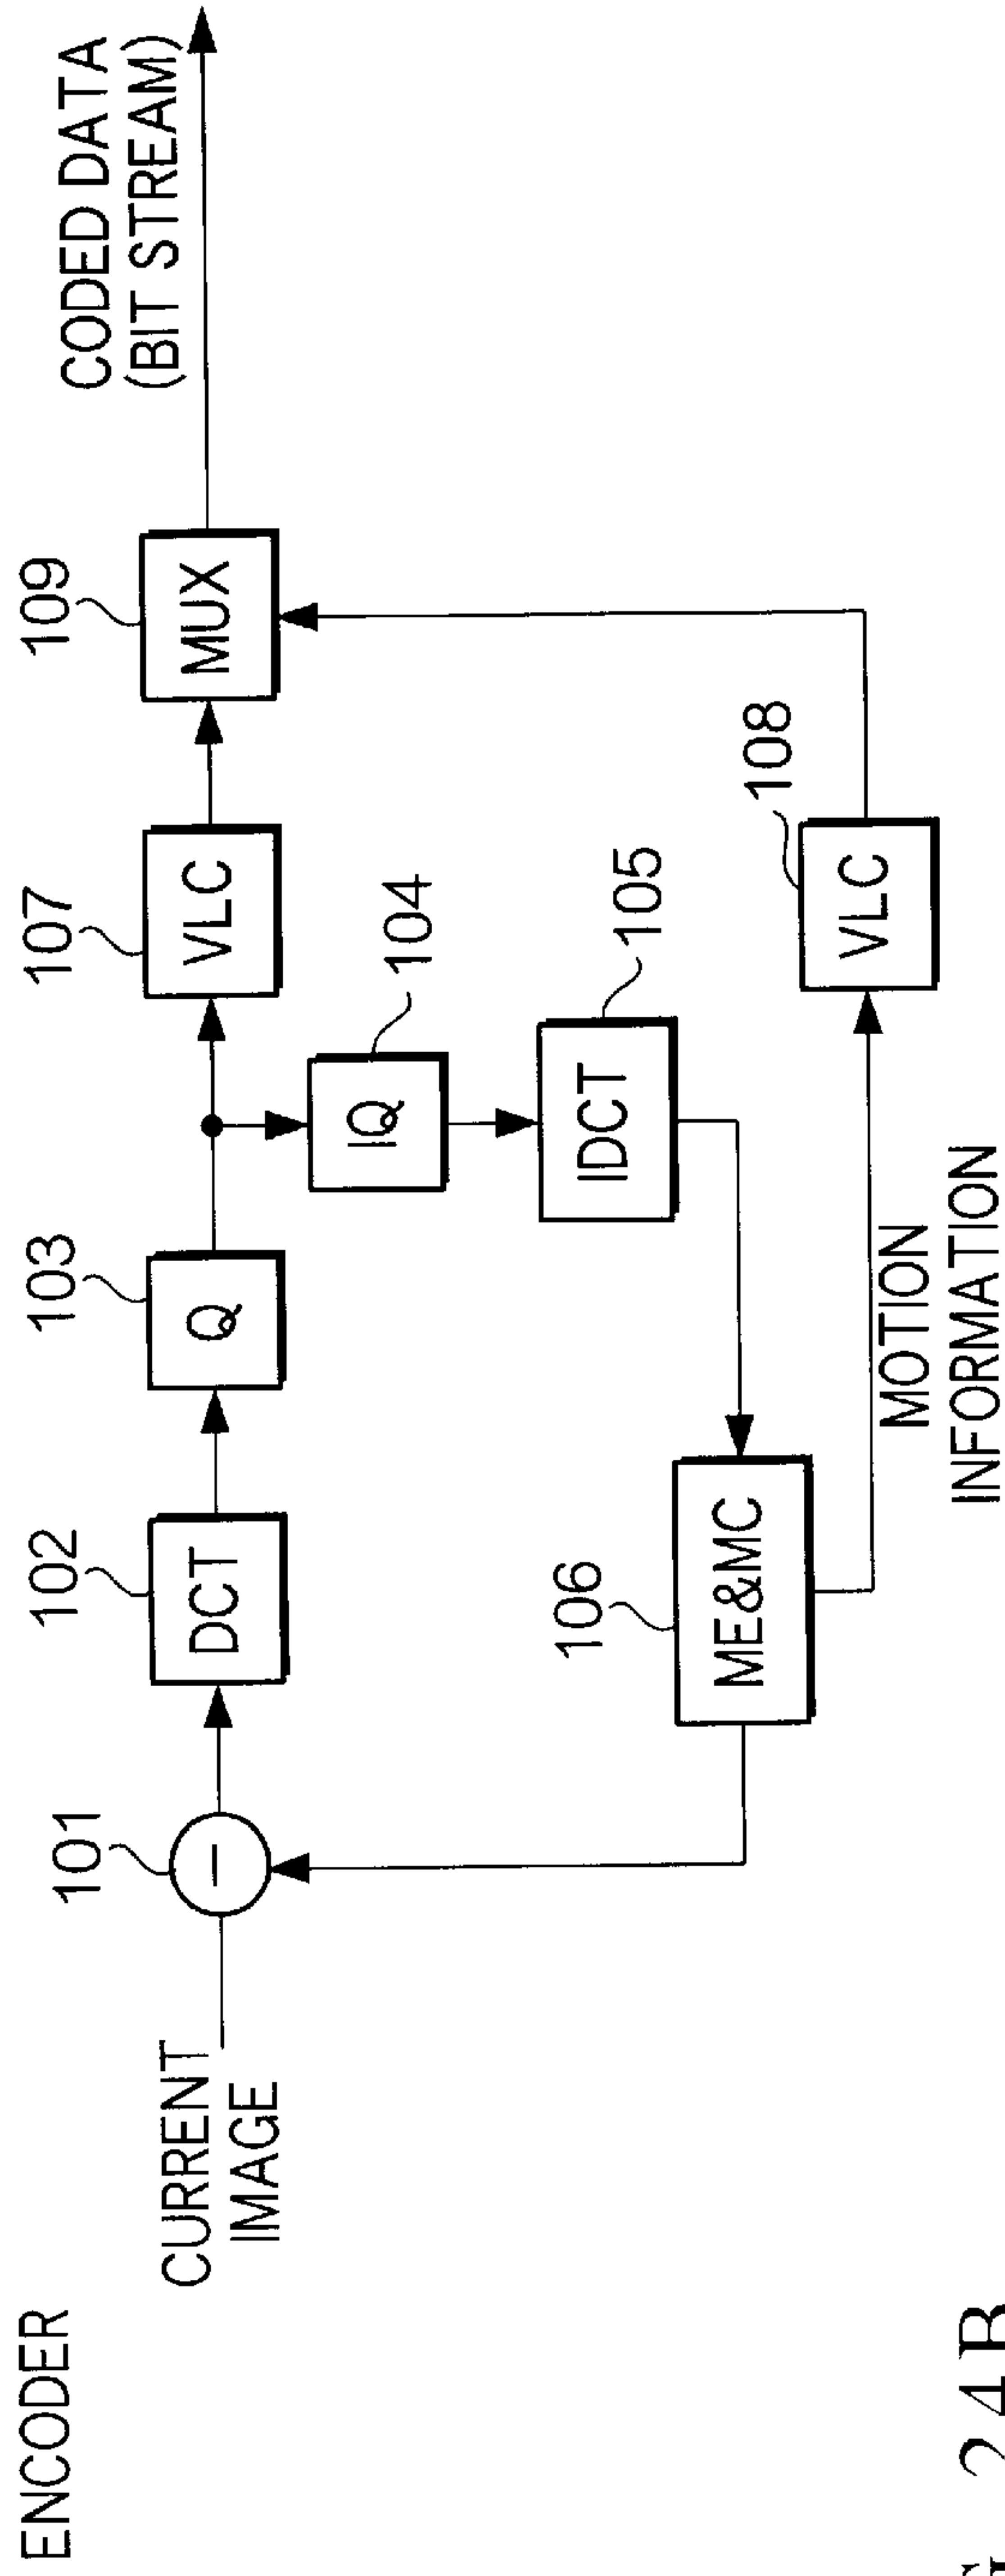 ENCODER
CODED DATA
(BIT STREAM)
101
102
103
107
109
CURRENT
IMAGE
−
DCT
Q
VLC
MUX
104
IQ
105
IDCT
106
ME&MC
108
VLC
MOTION
INFORMATION
24B